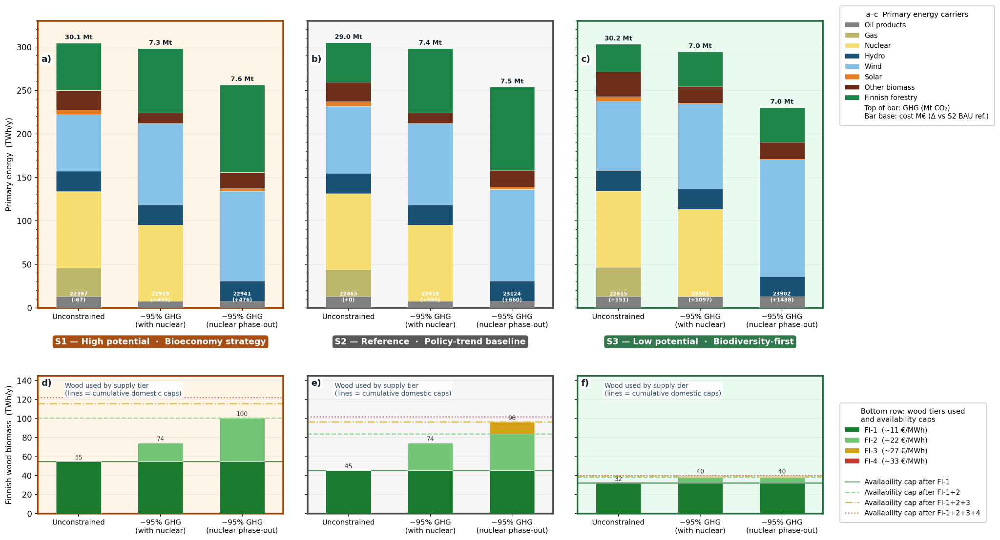 a–c  Primary energy carriers
Oil products
Gas
Nuclear
Hydro
Wind
Solar
Other biomass
Finnish forestry
Top of bar: GHG (Mt CO₂)
Bar base: cost M€ (Δ vs S2 BAU ref.)
Primary energy  (TWh/y)
300
250
200
150
100
50
0
a)
30.1 Mt
7.3 Mt
7.6 Mt
22397
(-67)
22919
(+455)
22941
(+476)
Unconstrained
−95% GHG
(with nuclear)
−95% GHG
(nuclear phase-out)
S1 — High potential  ·  Bioeconomy strategy
b)
29.0 Mt
7.4 Mt
7.5 Mt
22465
(+0)
23019
(+555)
23124
(+660)
Unconstrained
−95% GHG
(with nuclear)
−95% GHG
(nuclear phase-out)
S2 — Reference  ·  Policy-trend baseline
c)
30.2 Mt
7.0 Mt
7.0 Mt
22615
(+151)
23561
(+1097)
23902
(+1438)
Unconstrained
−95% GHG
(with nuclear)
−95% GHG
(nuclear phase-out)
S3 — Low potential  ·  Biodiversity-first
Finnish wood biomass  (TWh/y)
140
120
100
80
60
40
20
0
d)
Wood used by supply tier
(lines = cumulative domestic caps)
55
74
100
Unconstrained
−95% GHG
(with nuclear)
−95% GHG
(nuclear phase-out)
e)
Wood used by supply tier
(lines = cumulative domestic caps)
45
74
96
Unconstrained
−95% GHG
(with nuclear)
−95% GHG
(nuclear phase-out)
f)
Wood used by supply tier
(lines = cumulative domestic caps)
32
40
40
Unconstrained
−95% GHG
(with nuclear)
−95% GHG
(nuclear phase-out)
Bottom row: wood tiers used
and availability caps
FI-1  (~11 €/MWh)
FI-2  (~22 €/MWh)
FI-3  (~27 €/MWh)
FI-4  (~33 €/MWh)
Availability cap after FI-1
Availability cap after FI-1+2
Availability cap after FI-1+2+3
Availability cap after FI-1+2+3+4